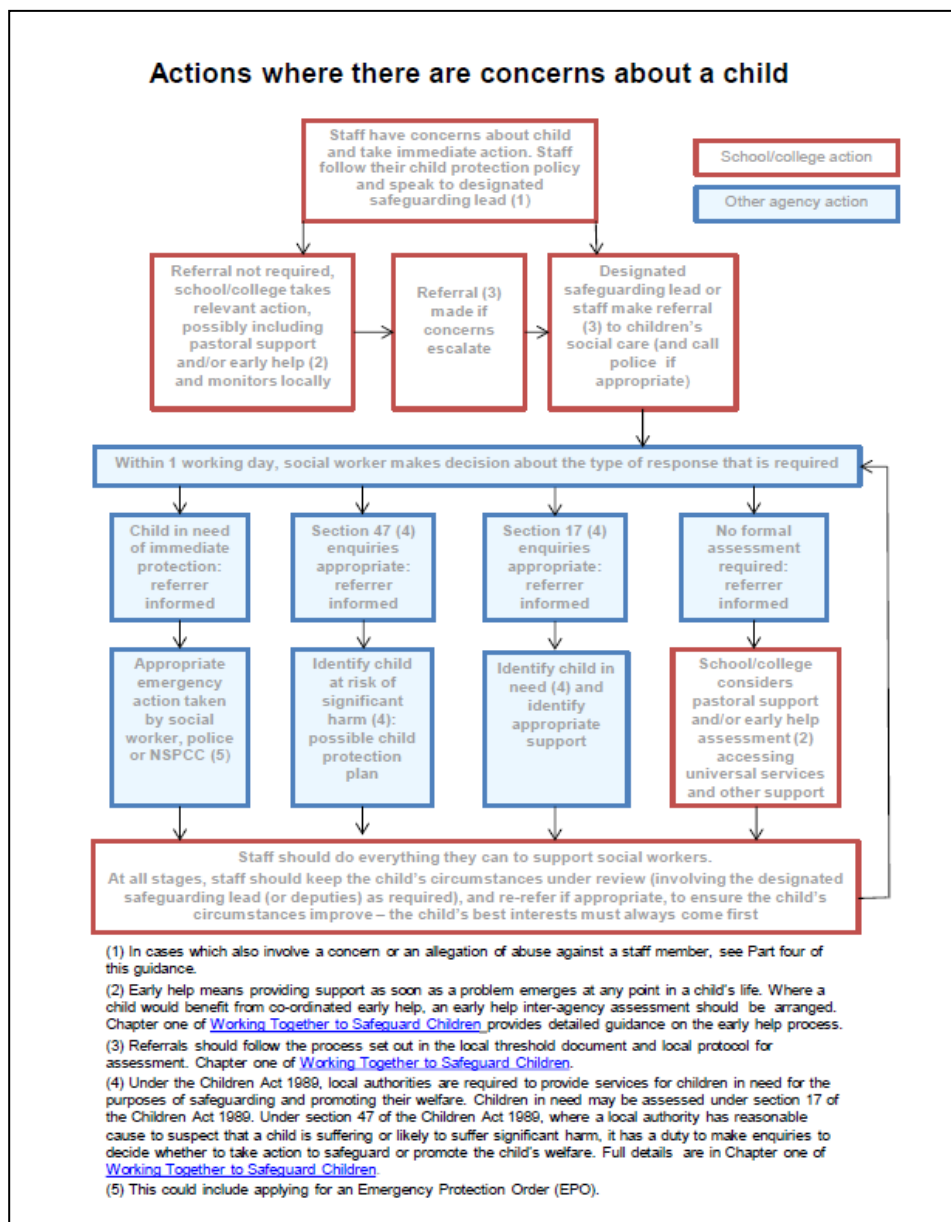 Actions where there are concerns about a child
Staff have concerns about child
and take immediate action. Staff
follow their child protection policy
and speak to designated
safeguarding lead (1)
School/college action
Other agency action
Referral not required,
school/college takes
relevant action,
possibly including
pastoral support
and/or early help (2)
and monitors locally
Referral (3)
made if
concerns
escalate
Designated
safeguarding lead or
staff make referral
(3) to children's
social care (and call
police if
appropriate)
Within 1 working day, social worker makes decision about the type of response that is required
Child in need
of immediate
protection:
referrer
informed
Section 47 (4)
enquiries
appropriate:
referrer
informed
Section 17 (4)
enquiries
appropriate:
referrer
informed
No formal
assessment
required:
referrer
informed
Appropriate
emergency
action taken
by social
worker, police
or NSPCC (5)
Identify child
at risk of
significant
harm (4):
possible child
protection
plan
Identify child in
need (4) and
identify
appropriate
support
School/college
considers
pastoral support
and/or early help
assessment (2)
accessing
universal services
and other support
Staff should do everything they can to support social workers.
At all stages, staff should keep the child's circumstances under review (involving the designated
safeguarding lead (or deputies) as required), and re-refer if appropriate, to ensure the child's
circumstances improve – the child's best interests must always come first
(1) In cases which also involve a concern or an allegation of abuse against a staff member, see Part four of
this guidance.
(2) Early help means providing support as soon as a problem emerges at any point in a child's life. Where a
child would benefit from co-ordinated early help, an early help inter-agency assessment should be arranged.
Chapter one of Working Together to Safeguard Children provides detailed guidance on the early help process.
(3) Referrals should follow the process set out in the local threshold document and local protocol for
assessment. Chapter one of Working Together to Safeguard Children.
(4) Under the Children Act 1989, local authorities are required to provide services for children in need for the
purposes of safeguarding and promoting their welfare. Children in need may be assessed under section 17 of
the Children Act 1989. Under section 47 of the Children Act 1989, where a local authority has reasonable
cause to suspect that a child is suffering or likely to suffer significant harm, it has a duty to make enquiries to
decide whether to take action to safeguard or promote the child's welfare. Full details are in Chapter one of
Working Together to Safeguard Children.
(5) This could include applying for an Emergency Protection Order (EPO).